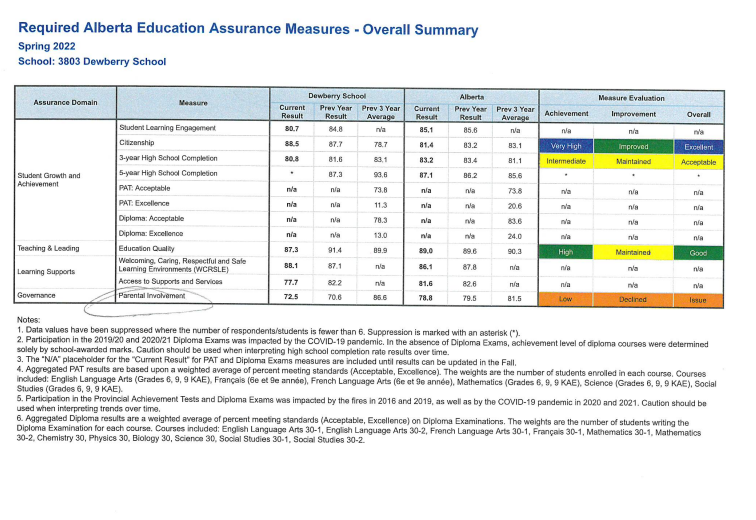 Required Alberta Education Assurance Measures - Overall Summary
Spring 2022
School: 3803 Dewberry School
Assurance Domain Measure Dewberry School Alberta Measure Evaluation
Current Result Prev Year Result Prev 3 Year Average Current Result Prev Year Result Prev 3 Year Average Achievement Improvement Overall
Student Growth and Achievement
Student Learning Engagement 80.7 84.8 n/a 85.1 85.6 n/a n/a n/a n/a
Citizenship 88.5 87.7 78.7 81.4 83.2 83.1 Very High Improved Excellent
3-year High School Completion 80.8 81.6 83.1 83.2 83.4 81.1 Intermediate Maintained Acceptable
5-year High School Completion * 87.3 93.6 87.1 86.2 85.6 * * *
PAT: Acceptable n/a n/a 73.8 n/a n/a 73.8 n/a n/a n/a
PAT: Excellence n/a n/a 11.3 n/a n/a 20.6 n/a n/a n/a
Diploma: Acceptable n/a n/a 78.3 n/a n/a 83.6 n/a n/a n/a
Diploma: Excellence n/a n/a 13.0 n/a n/a 24.0 n/a n/a n/a
Teaching & Leading Education Quality 87.3 91.4 89.9 89.0 89.6 90.3 High Maintained Good
Learning Supports
Welcoming, Caring, Respectful and Safe Learning Environments (WCRSLE) 88.1 87.1 n/a 86.1 87.8 n/a n/a n/a n/a
Access to Supports and Services 77.7 82.2 n/a 81.6 82.6 n/a n/a n/a n/a
Governance Parental Involvement 72.5 70.6 86.6 78.8 79.5 81.5 Low Declined Issue
Notes:
1. Data values have been suppressed where the number of respondents/students is fewer than 6. Suppression is marked with an asterisk (*).
2. Participation in the 2019/20 and 2020/21 Diploma Exams was impacted by the COVID-19 pandemic. In the absence of Diploma Exams, achievement level of diploma courses were determined
solely by school-awarded marks. Caution should be used when interpreting high school completion rate results over time.
3. The "N/A" placeholder for the "Current Result" for PAT and Diploma Exams measures are included until results can be updated in the Fall.
4. Aggregated PAT results are based upon a weighted average of percent meeting standards (Acceptable, Excellence). The weights are the number of students enrolled in each course. Courses
included: English Language Arts (Grades 6, 9, 9 KAE), Français (6e et 9e année), French Language Arts (6e et 9e année), Mathematics (Grades 6, 9, 9 KAE), Science (Grades 6, 9, 9 KAE), Social
Studies (Grades 6, 9, 9 KAE).
5. Participation in the Provincial Achievement Tests and Diploma Exams was impacted by the fires in 2016 and 2019, as well as by the COVID-19 pandemic in 2020 and 2021. Caution should be
used when interpreting trends over time.
6. Aggregated Diploma results are a weighted average of percent meeting standards (Acceptable, Excellence) on Diploma Examinations. The weights are the number of students writing the
Diploma Examination for each course. Courses included: English Language Arts 30-1, English Language Arts 30-2, French Language Arts 30-1, Français 30-1, Mathematics 30-1, Mathematics
30-2, Chemistry 30, Physics 30, Biology 30, Science 30, Social Studies 30-1, Social Studies 30-2.